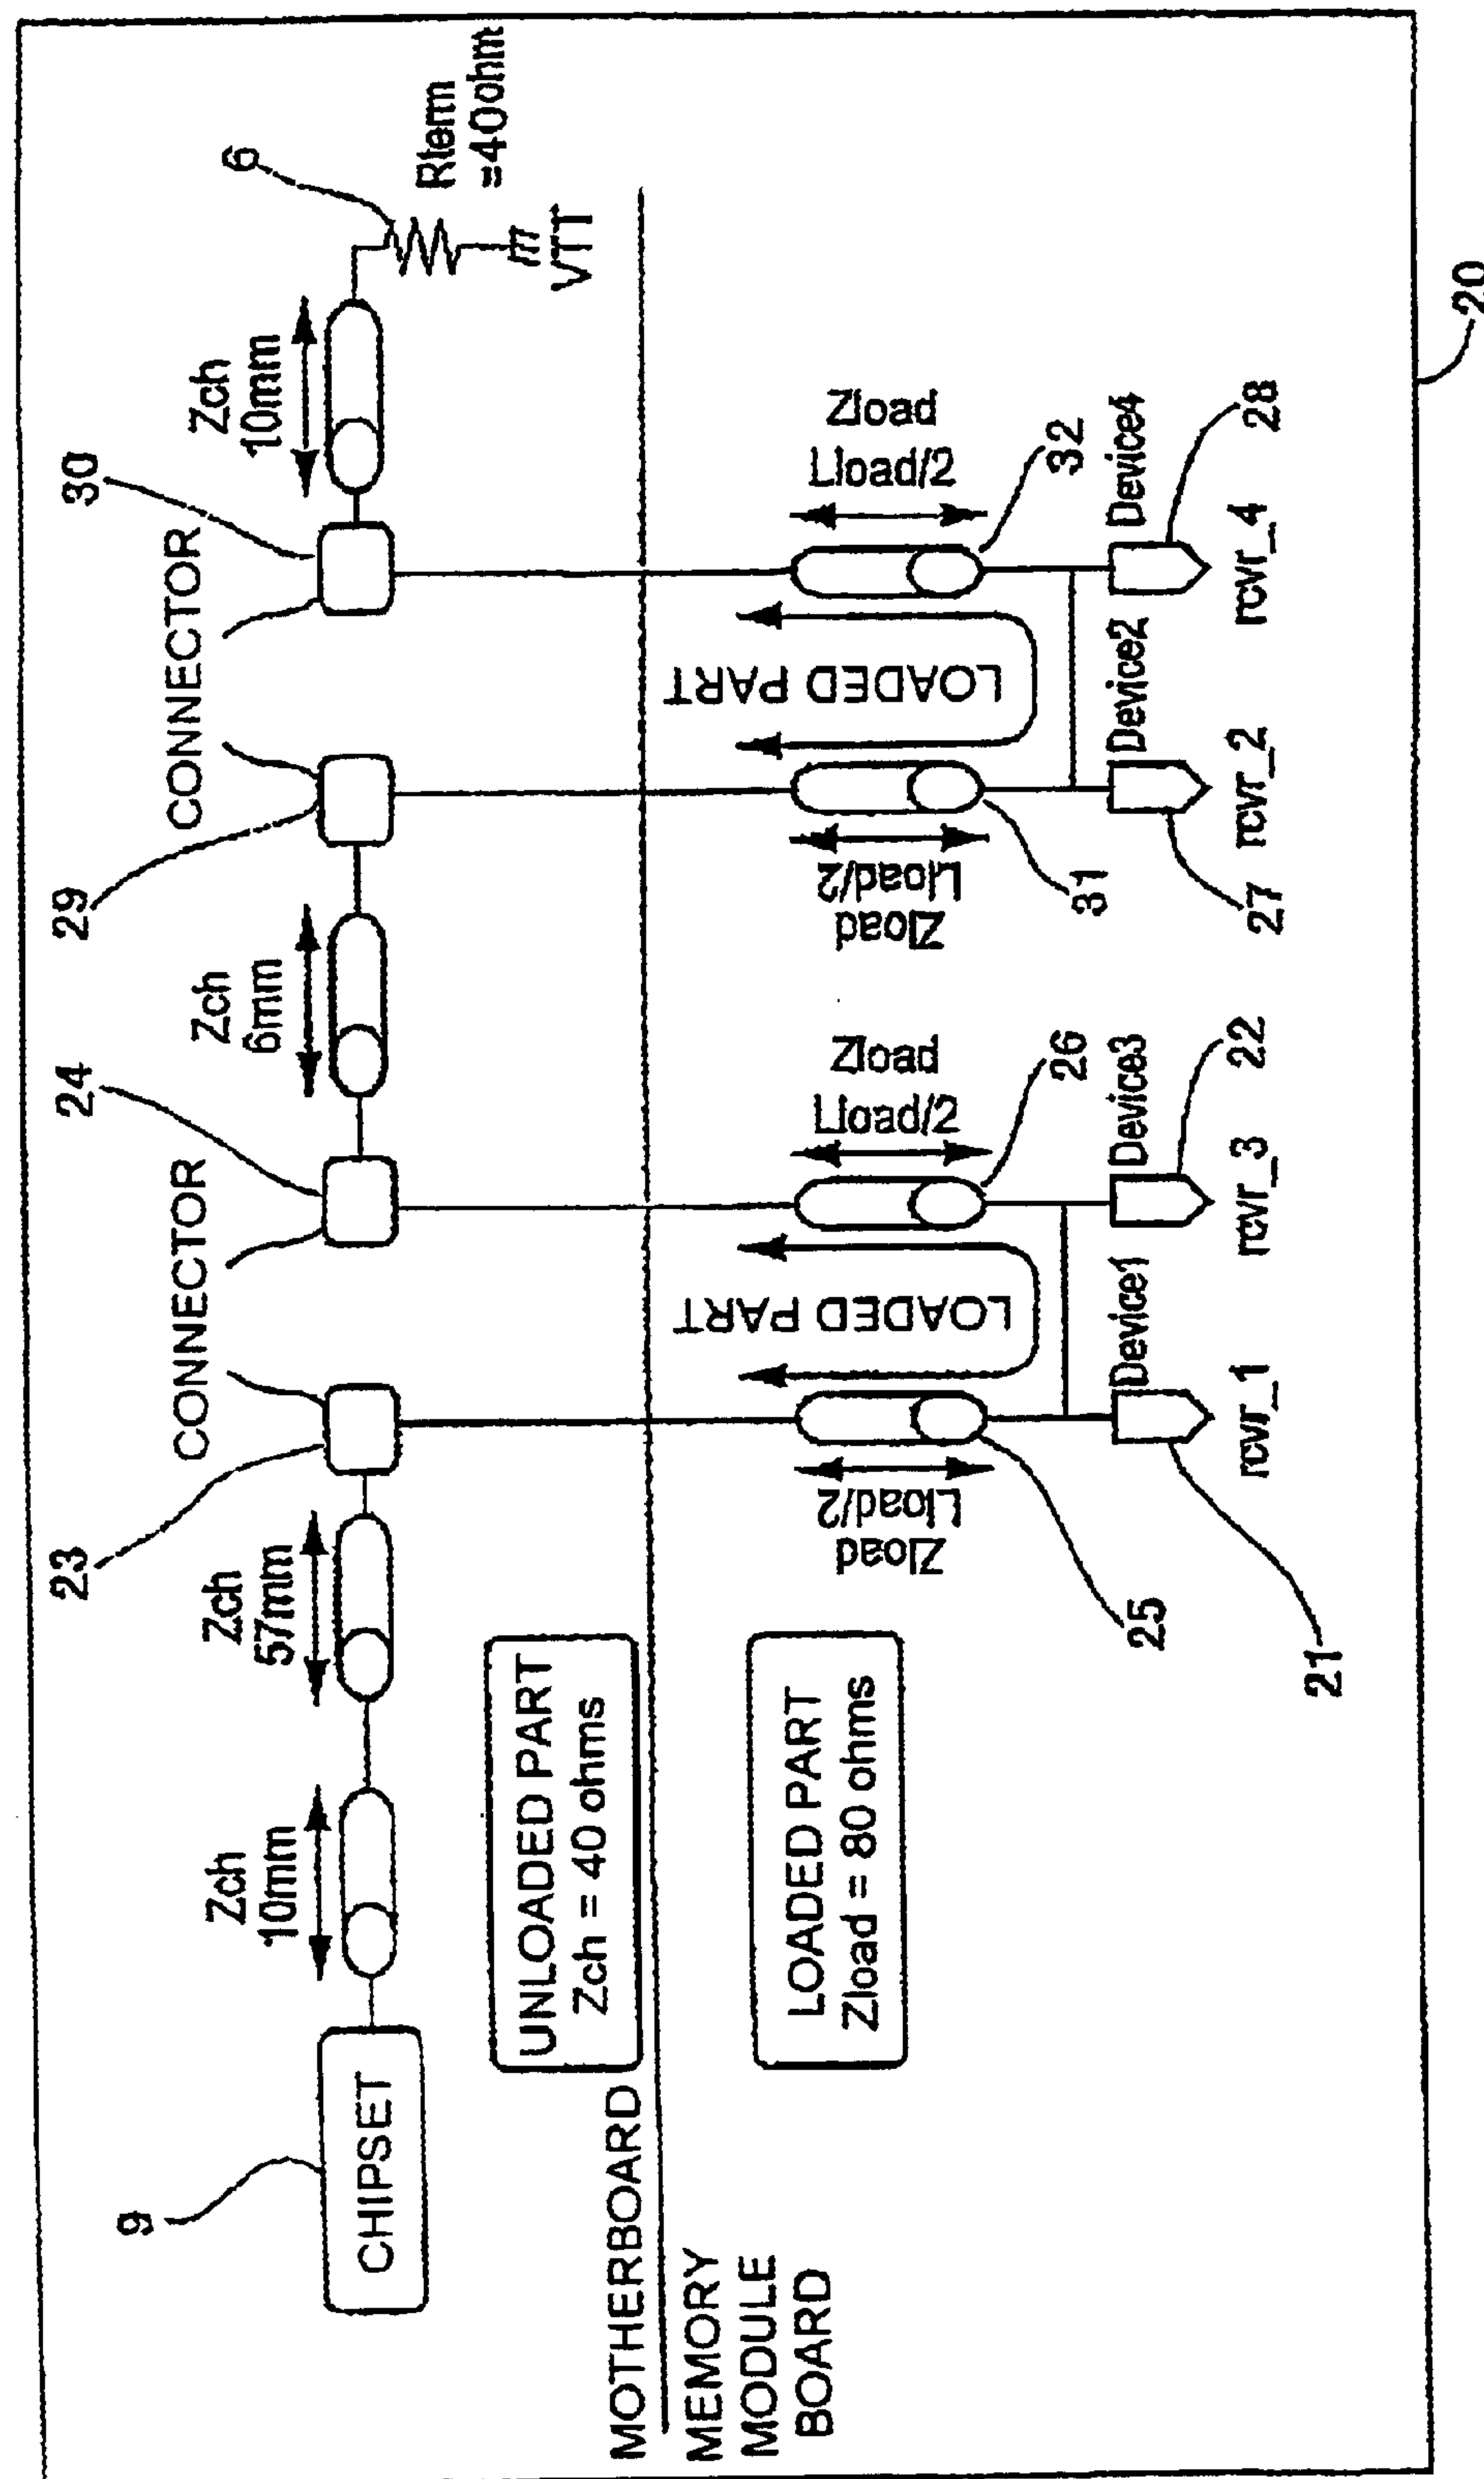 9
CHIPSET
Zch
10mm
Zch
57mm
23
CONNECTOR
24
Zch
6mm
29
CONNECTOR
30
Zch
10mm
6
Rterm
=40ohm
VTT
UNLOADED PART
Zch = 40 ohms
MOTHERBOARD
MEMORY
MODULE
BOARD
LOADED PART
Zload = 80 ohms
Zload
Lload/2
25
LOADED PART
Zload
Lload/2
26
Zload
Lload/2
31
LOADED PART
Zload
Lload/2
32
21
Device1
rcvr_1
22
Device3
rcvr_3
27
Device2
rcvr_2
28
Device4
rcvr_4
20